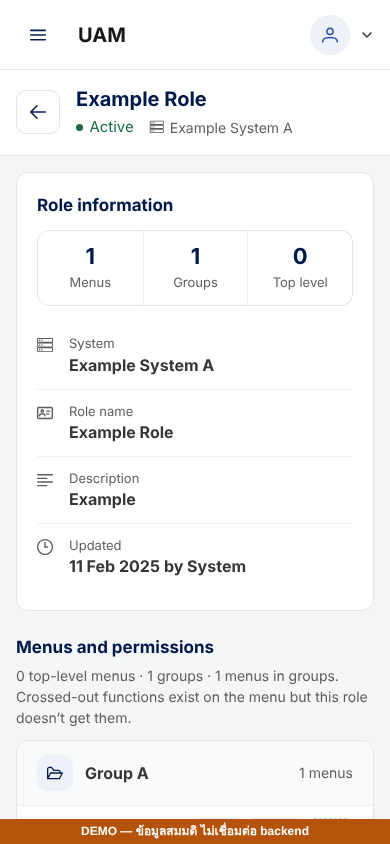 UAM
Example Role
Active
Example System A
Role information
1
Menus
1
Groups
0
Top level
System
Example System A
Role name
Example Role
Description
Example
Updated
11 Feb 2025 by System
Menus and permissions
0 top-level menus · 1 groups · 1 menus in groups.
Crossed-out functions exist on the menu but this role
doesn't get them.
Group A
1 menus
DEMO — ข้อมูลสมมติ ไม่เชื่อมต่อ backend